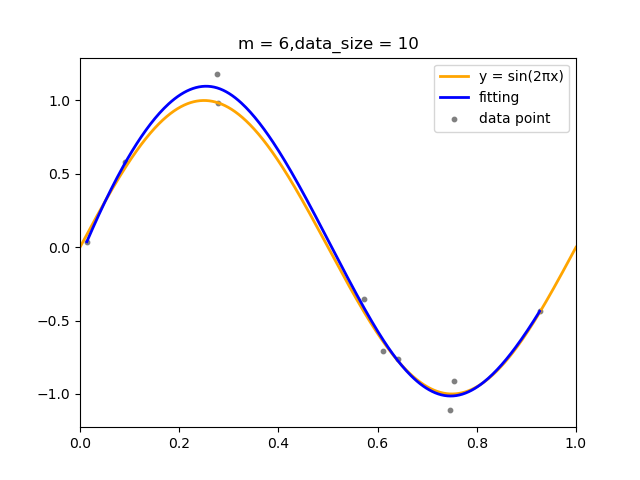 m = 6,data_size = 10
y = sin(2πx)
fitting
data point
1.0
0.5
0.0
−0.5
−1.0
0.0 0.2 0.4 0.6 0.8 1.0